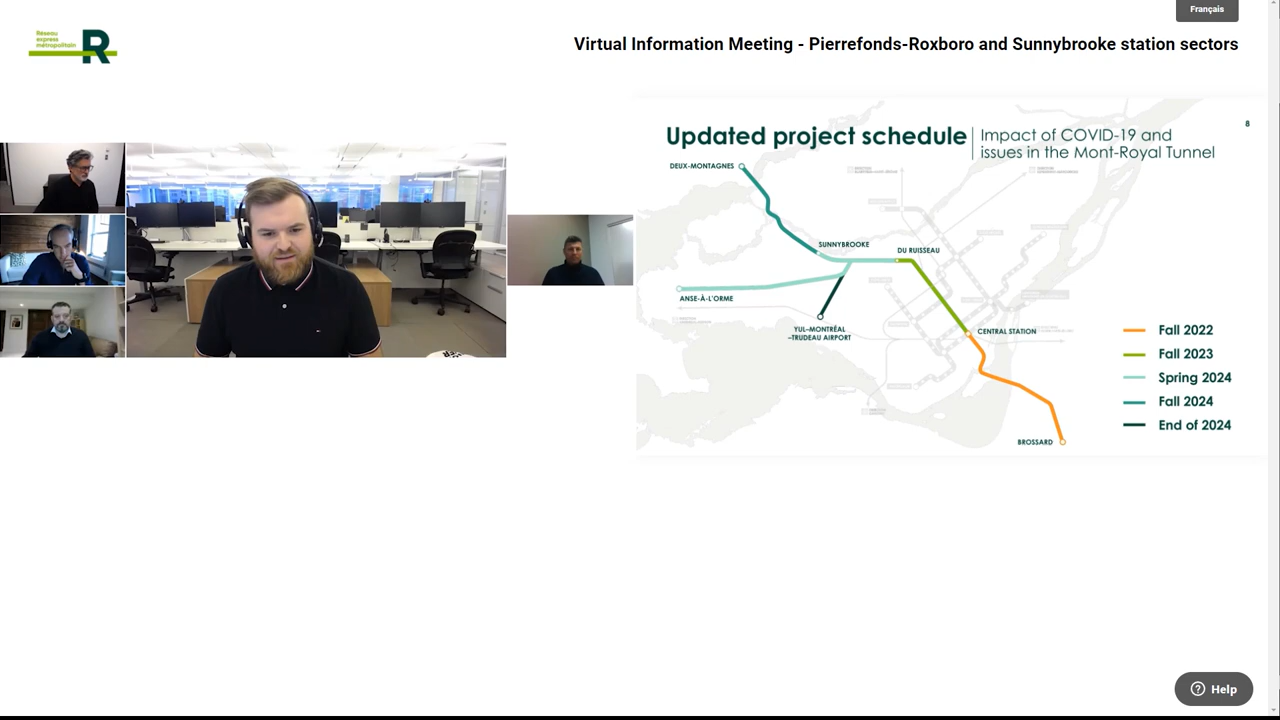 Français
Réseau
express
métropolitain
R
Virtual Information Meeting - Pierrefonds-Roxboro and Sunnybrooke station sectors
8
Updated project schedule
Impact of COVID-19 and
issues in the Mont-Royal Tunnel
DEUX-MONTAGNES
SUNNYBROOKE
DU RUISSEAU
ANSE-À-L'ORME
YUL–MONTRÉAL
–TRUDEAU AIRPORT
CENTRAL STATION
BROSSARD
Fall 2022
Fall 2023
Spring 2024
Fall 2024
End of 2024
Help